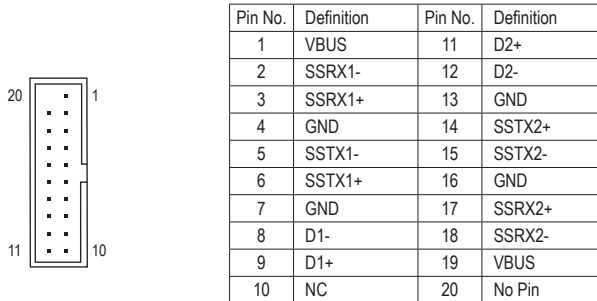 20 1
11 10
Pin No. Definition Pin No. Definition
1 VBUS 11 D2+
2 SSRX1- 12 D2-
3 SSRX1+ 13 GND
4 GND 14 SSTX2+
5 SSTX1- 15 SSTX2-
6 SSTX1+ 16 GND
7 GND 17 SSRX2+
8 D1- 18 SSRX2-
9 D1+ 19 VBUS
10 NC 20 No Pin